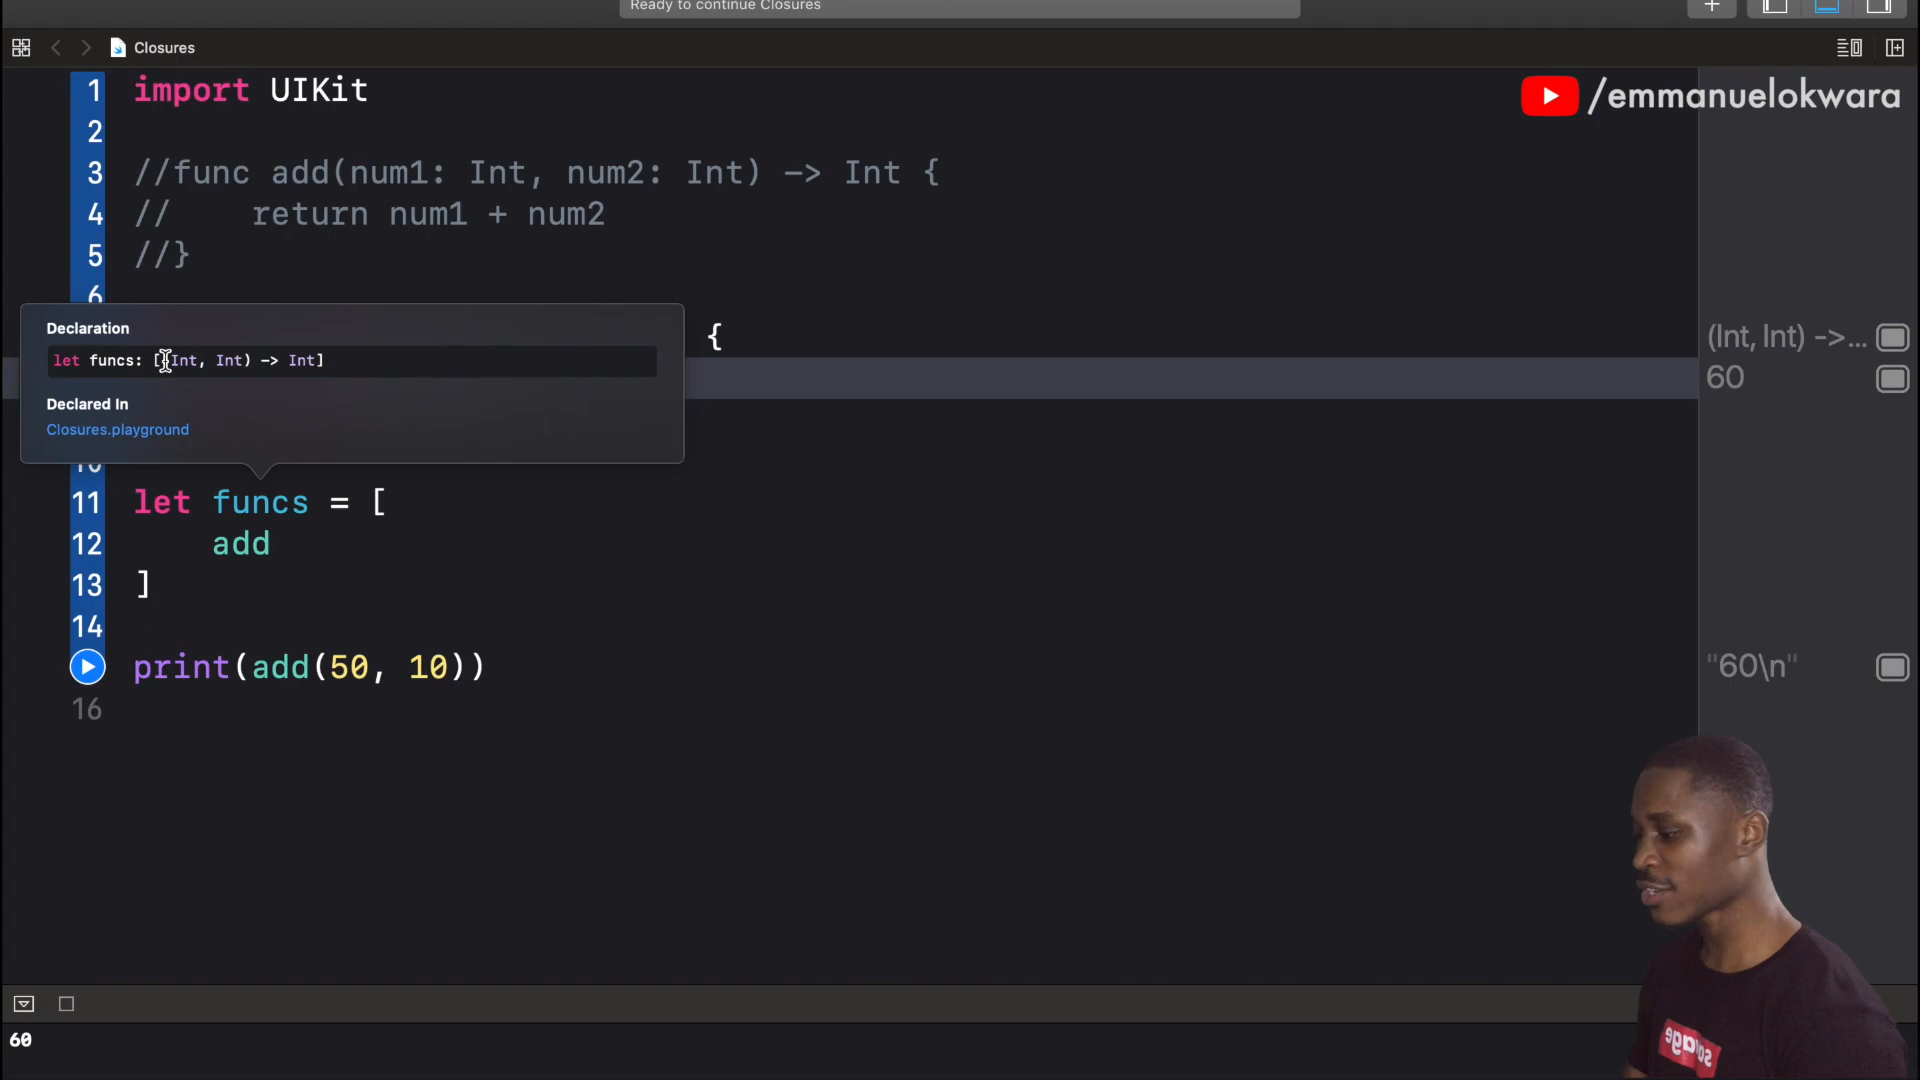 Ready to continue Closures
Closures
/emmanuelokwara
1 import UIKit
2
3 //func add(num1: Int, num2: Int) -> Int {
4 //    return num1 + num2
5 //}
6
Declaration
let funcs: [(Int, Int) -> Int]
Declared In
Closures.playground
{
(Int, Int) ->...
60
10
11 let funcs = [
12     add
13 ]
14
print(add(50, 10))
"60\n"
16
60